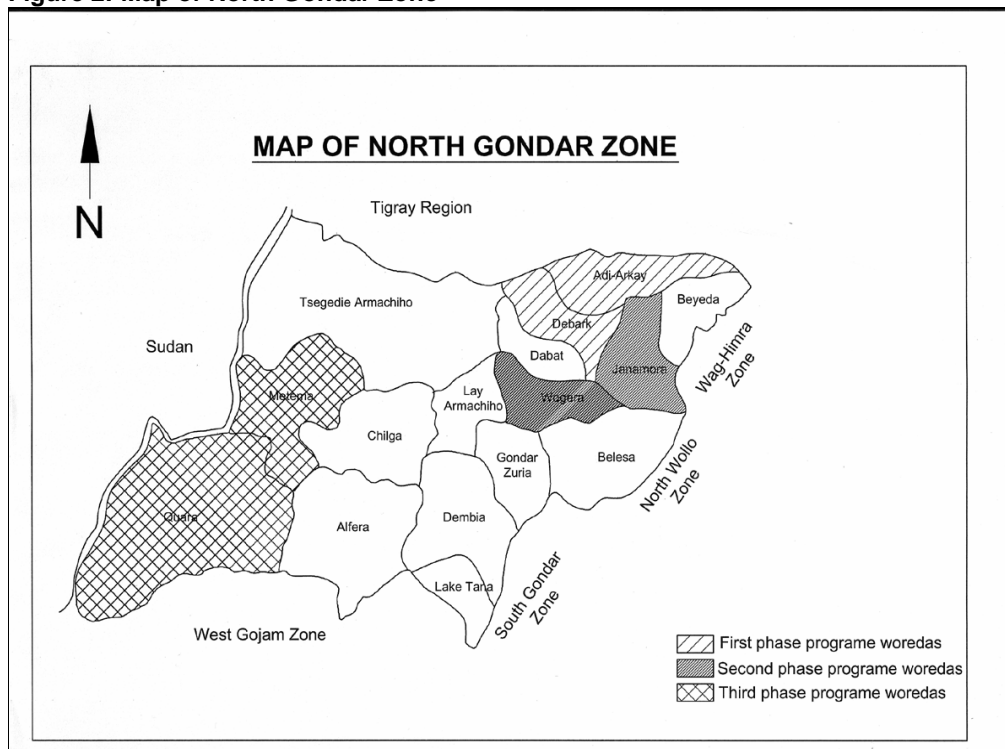 Figure 2: Map of North Gondar Zone
MAP OF NORTH GONDAR ZONE
N
Tigray Region
Adi-Arkay
Beyeda
Tsegedie Armachiho
Debark
Sudan
Dabat
Wag-Himra
Zone
Janamora
Metema
Lay
Armachiho
Wogera
Chilga
Gondar
Zuria
Belesa
North Wollo
Zone
Quara
Alfera
Dembia
Lake Tana
South Gondar
Zone
West Gojam Zone
First phase programe woredas
Second phase programe woredas
Third phase programe woredas